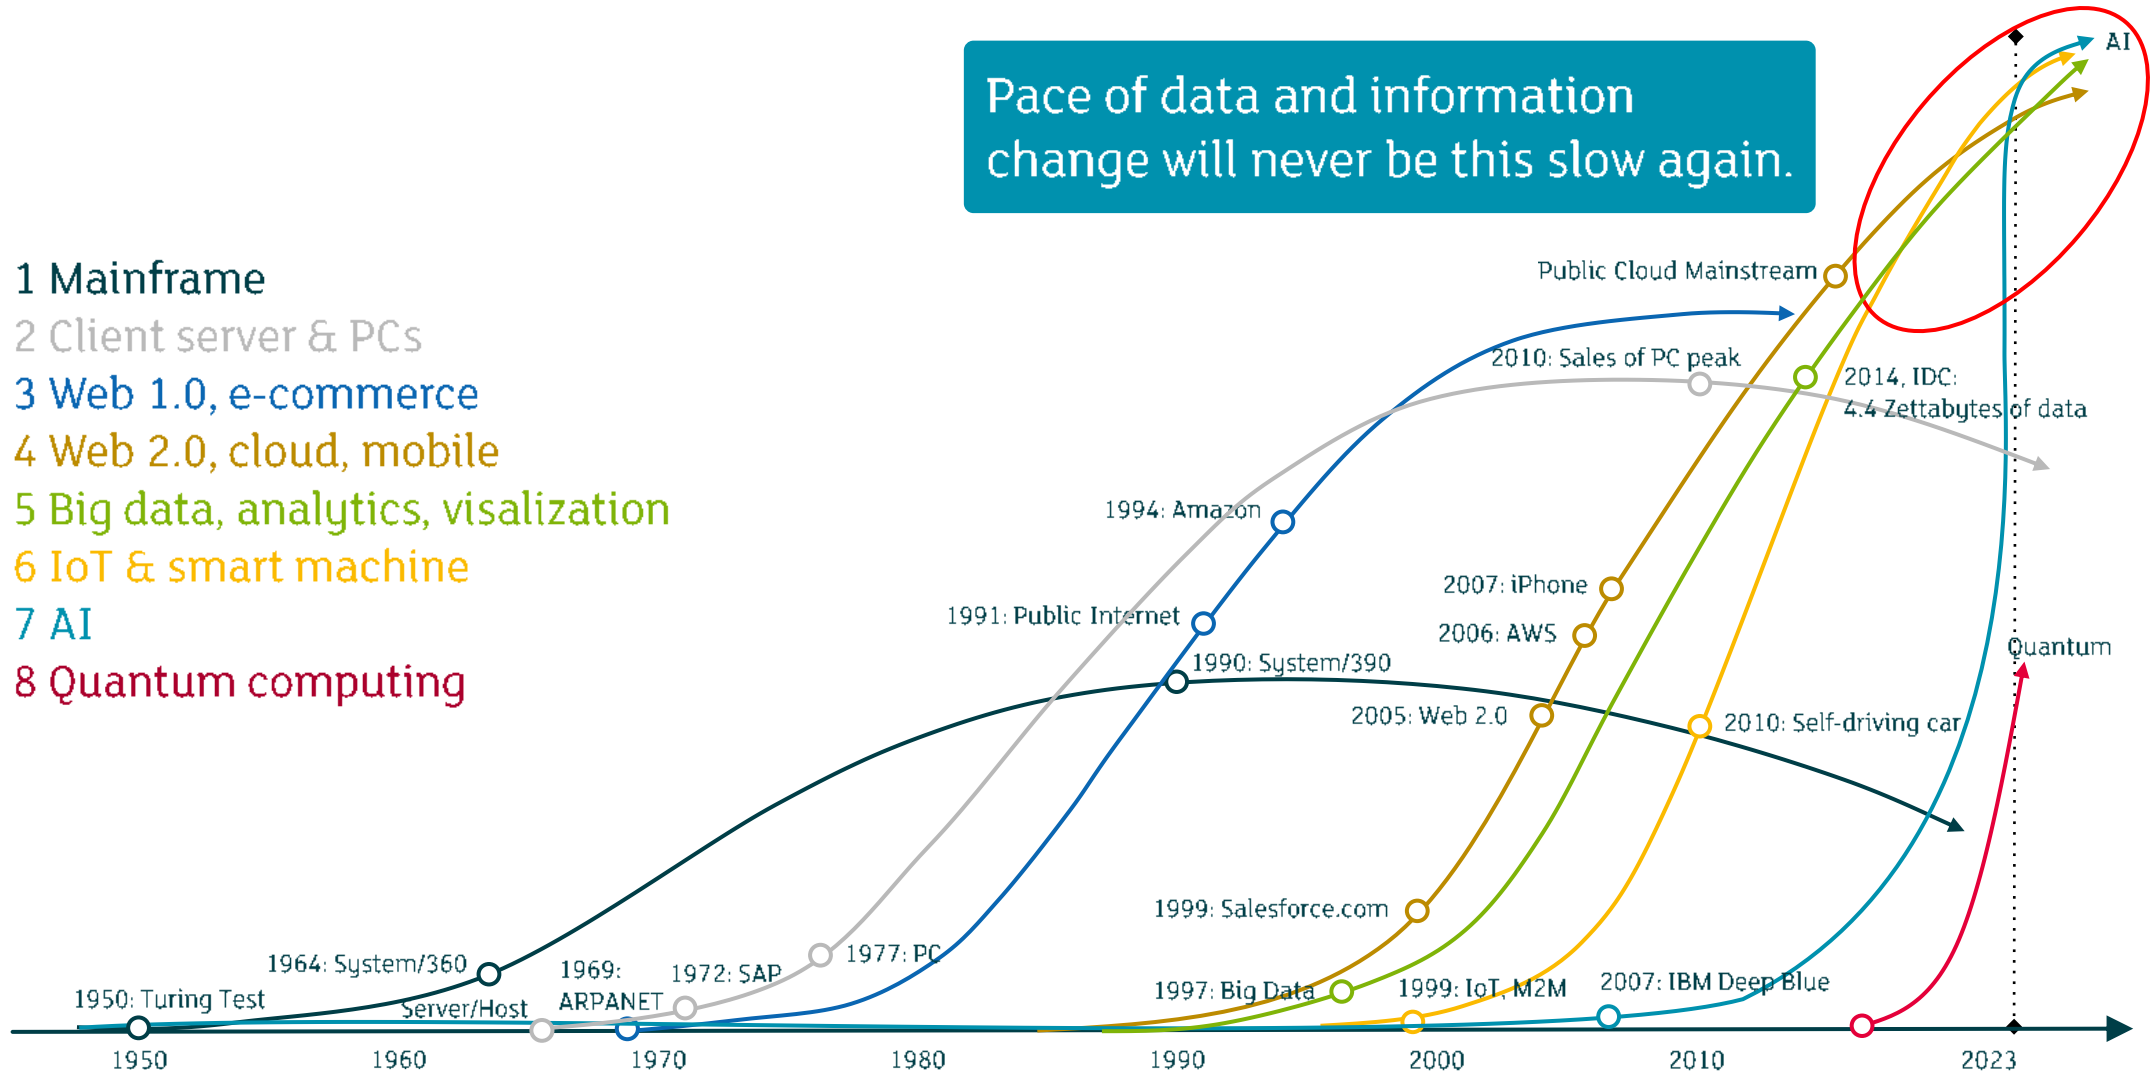 Pace of data and information
change will never be this slow again.
AI
1 Mainframe
2 Client server & PCs
3 Web 1.0, e-commerce
4 Web 2.0, cloud, mobile
5 Big data, analytics, visalization
6 IoT & smart machine
7 AI
8 Quantum computing
Public Cloud Mainstream
2010: Sales of PC peak
2014, IDC:
4.4 Zettabytes of data
1994: Amazon
1991: Public Internet
2007: iPhone
2006: AWS
1990: System/390
2005: Web 2.0
Quantum
2010: Self-driving car
1999: Salesforce.com
1997: Big Data
1999: IoT, M2M
2007: IBM Deep Blue
1964: System/360
1969:
ARPANET
1972: SAP
1977: PC
1950: Turing Test
Server/Host
1950
1960
1970
1980
1990
2000
2010
2023